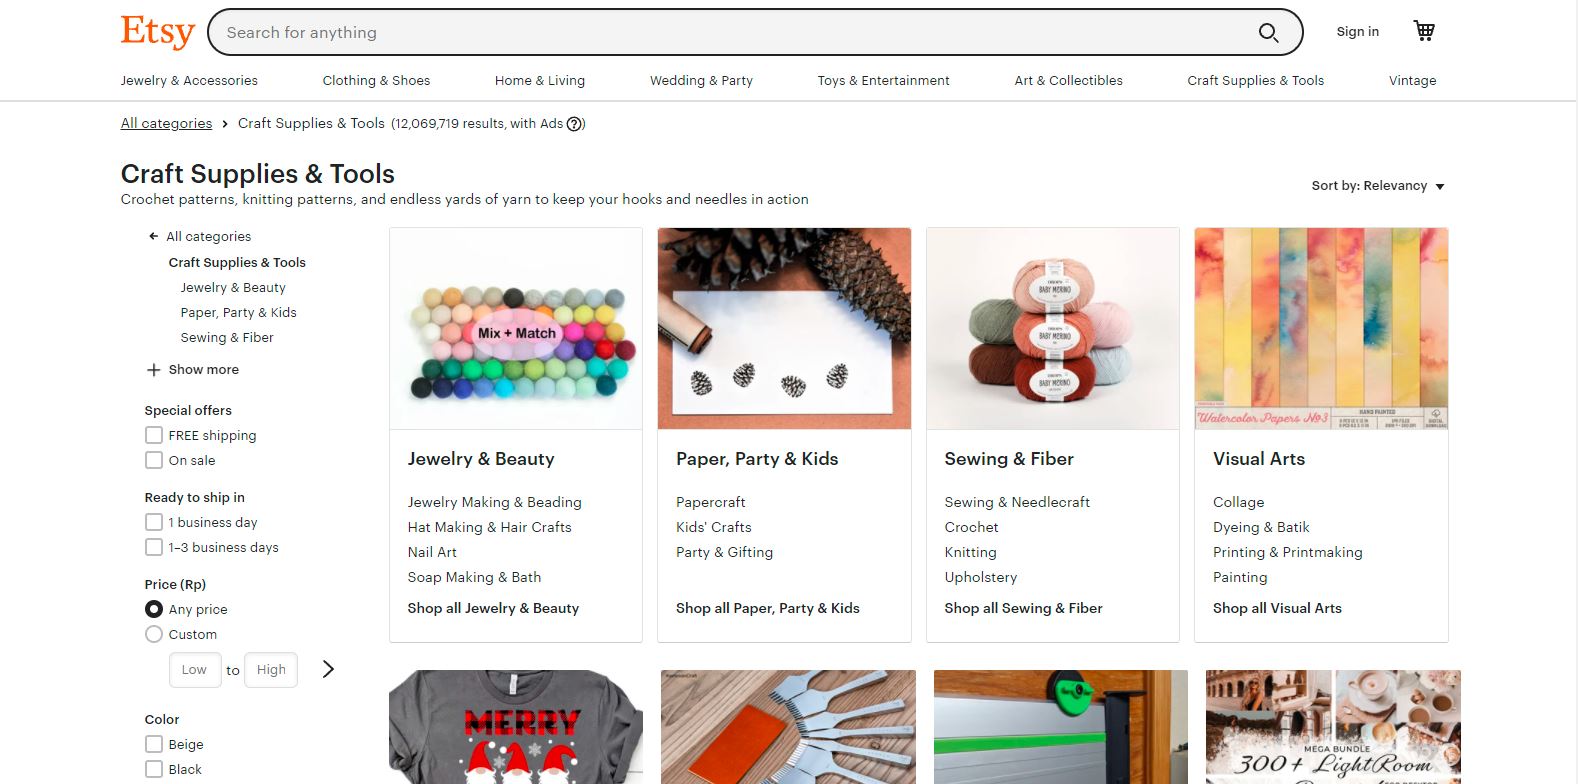 Etsy
Search for anything
Sign in
Jewelry & Accessories
Clothing & Shoes
Home & Living
Wedding & Party
Toys & Entertainment
Art & Collectibles
Craft Supplies & Tools
Vintage
All categories › Craft Supplies & Tools (12,069,719 results, with Ads ?)
Craft Supplies & Tools
Crochet patterns, knitting patterns, and endless yards of yarn to keep your hooks and needles in action
Sort by: Relevancy
All categories
Craft Supplies & Tools
Jewelry & Beauty
Paper, Party & Kids
Sewing & Fiber
Show more
Special offers
FREE shipping
On sale
Ready to ship in
1 business day
1–3 business days
Price (Rp)
Any price
Custom
Low to High
Color
Beige
Black
Mix + Match
Jewelry & Beauty
Jewelry Making & Beading
Hat Making & Hair Crafts
Nail Art
Soap Making & Bath
Shop all Jewelry & Beauty
Paper, Party & Kids
Papercraft
Kids' Crafts
Party & Gifting
Shop all Paper, Party & Kids
BABY MERINO
BABY MERINO
BABY MERINO
Sewing & Fiber
Sewing & Needlecraft
Crochet
Knitting
Upholstery
Shop all Sewing & Fiber
Watercolor Papers №3
HAND PAINTED
Visual Arts
Collage
Dyeing & Batik
Printing & Printmaking
Painting
Shop all Visual Arts
MERRY
MEGA BUNDLE
300+ LightRoom